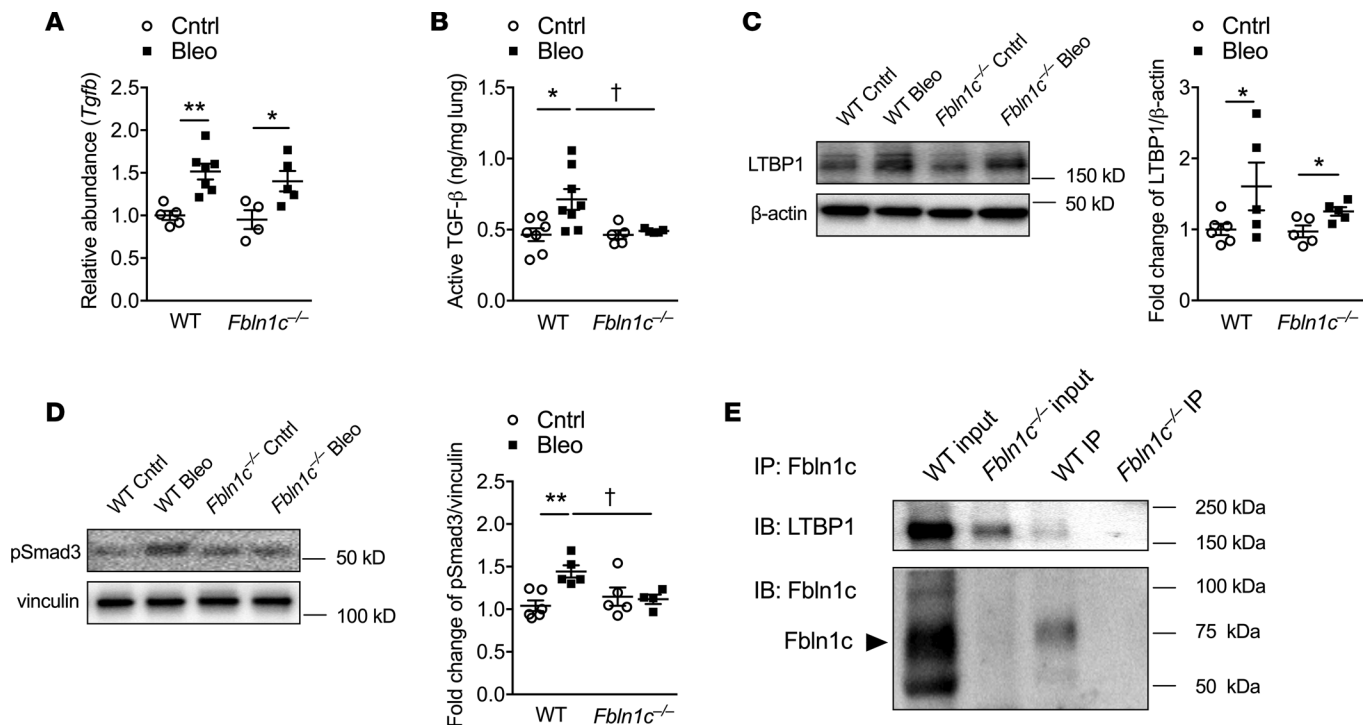 A
Cntrl
Bleo
Relative abundance (Tgfb)
2.5
2.0
1.5
1.0
0.5
0.0
**
*
WT
Fbln1c–/–
B
Cntrl
Bleo
Active TGF-β (ng/mg lung)
1.5
1.0
0.5
0.0
*
†
WT
Fbln1c–/–
C
WT Cntrl
WT Bleo
Fbln1c–/– Cntrl
Fbln1c–/– Bleo
LTBP1
150 kD
50 kD
β-actin
Cntrl
Bleo
Fold change of LTBP1/β-actin
3
2
1
0
*
*
WT
Fbln1c–/–
D
WT Cntrl
WT Bleo
Fbln1c–/– Cntrl
Fbln1c–/– Bleo
pSmad3
50 kD
vinculin
100 kD
Cntrl
Bleo
Fold change of pSmad3/vinculin
2.5
2.0
1.5
1.0
0.5
0.0
**
†
WT
Fbln1c–/–
E
WT input
Fbln1c–/– input
WT IP
Fbln1c–/– IP
IP: Fbln1c
IB: LTBP1
250 kDa
150 kDa
IB: Fbln1c
100 kDa
Fbln1c
75 kDa
50 kDa